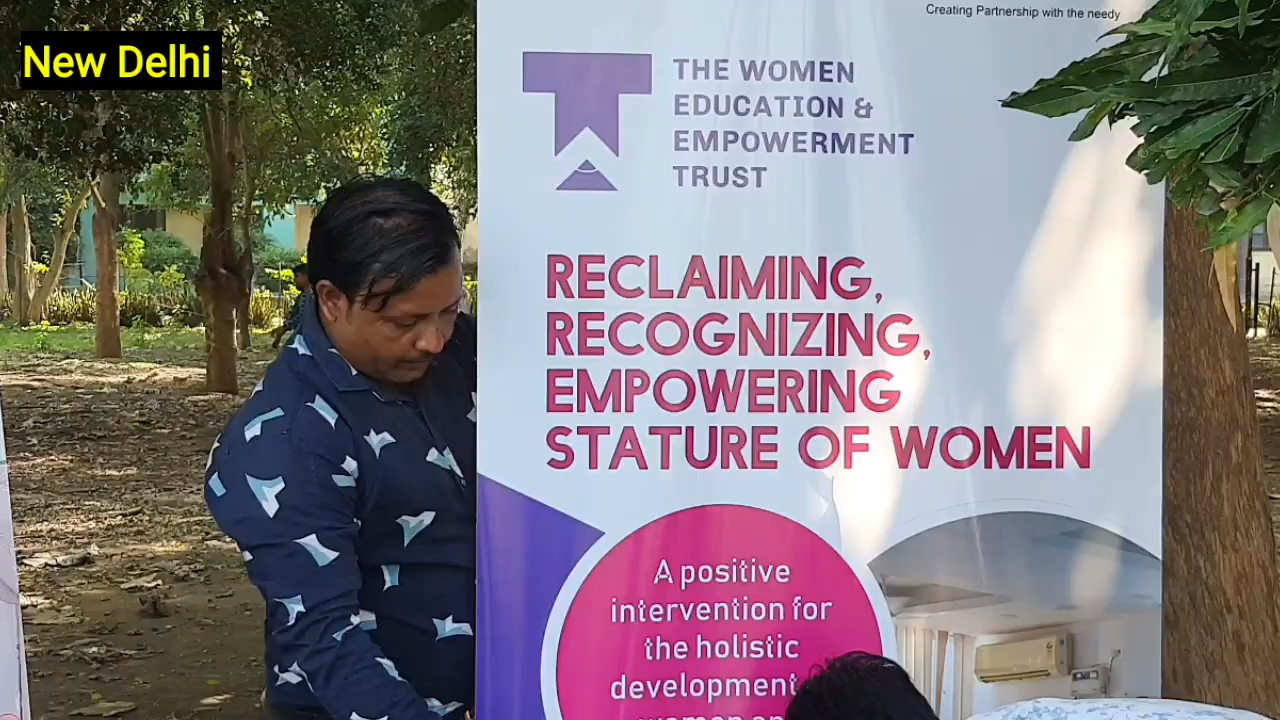 New Delhi
Creating Partnership with the needy
THE WOMEN
EDUCATION &
EMPOWERMENT
TRUST
RECLAIMING,
RECOGNIZING,
EMPOWERING
STATURE OF WOMEN
A positive
intervention for
the holistic
development